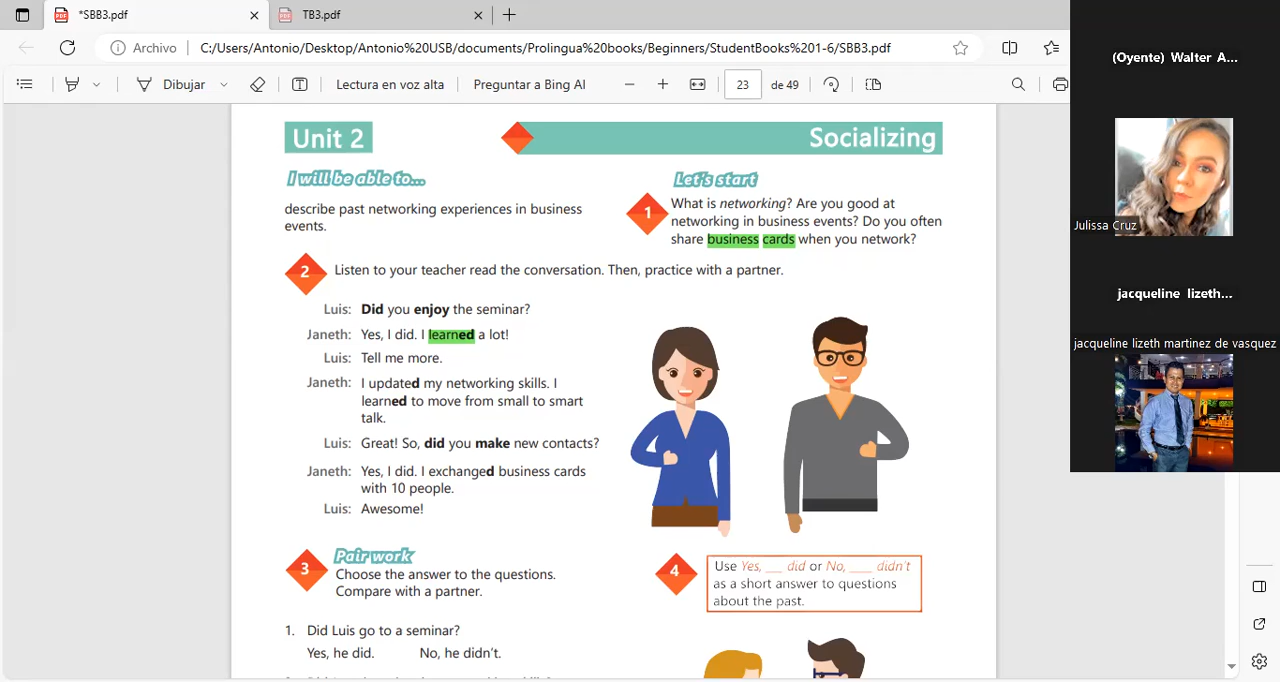 *SBB3.pdf
TB3.pdf
Archivo
C:/Users/Antonio/Desktop/Antonio%20USB/documents/Prolingua%20books/Beginners/StudentBooks%201-6/SBB3.pdf
Dibujar
Lectura en voz alta
Preguntar a Bing AI
23
de 49
Unit 2
Socializing
I will be able to...
describe past networking experiences in business
events.
Let's start
1
What is networking? Are you good at
networking in business events? Do you often
share business cards when you network?
2
Listen to your teacher read the conversation. Then, practice with a partner.
Luis: Did you enjoy the seminar?
Janeth: Yes, I did. I learned a lot!
Luis: Tell me more.
Janeth: I updated my networking skills. I
learned to move from small to smart
talk.
Luis: Great! So, did you make new contacts?
Janeth: Yes, I did. I exchanged business cards
with 10 people.
Luis: Awesome!
3
Pair work
Choose the answer to the questions.
Compare with a partner.
1. Did Luis go to a seminar?
Yes, he did. No, he didn't.
4
Use Yes, ___ did or No, ____ didn't
as a short answer to questions
about the past.
(Oyente) Walter A...
Julissa Cruz
jacqueline lizeth...
jacqueline lizeth martinez de vasquez